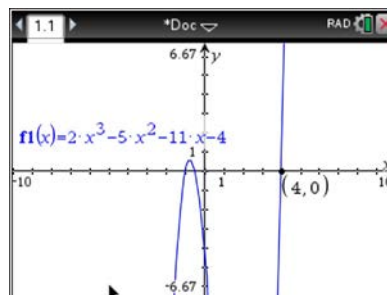 1.1 *Doc RAD
6.67 y
f1(x)=2·x³-5·x²-11·x-4
1
-10 1 x 10
(4,0)
-6.67